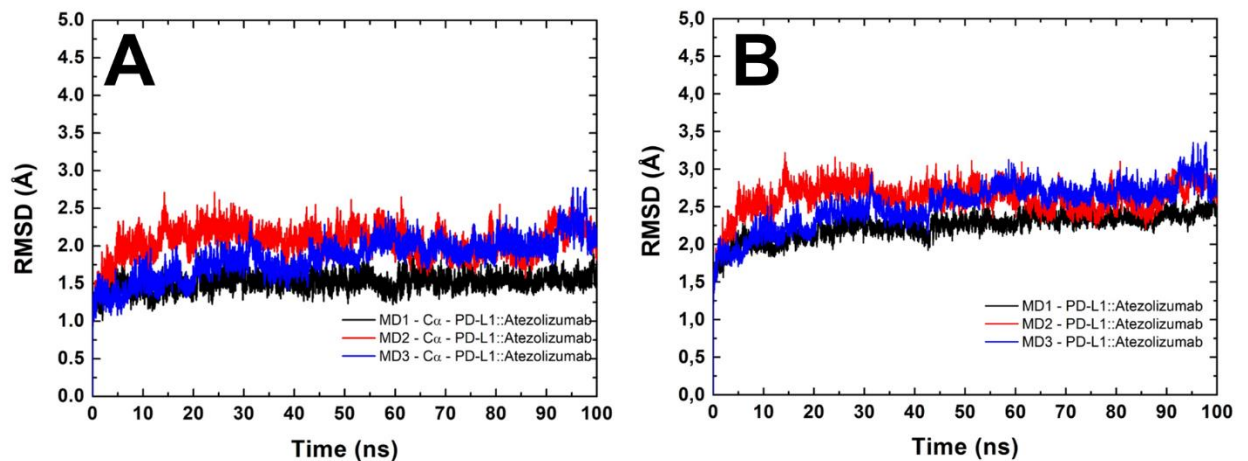 A
RMSD (Å)
5.0
4.5
4.0
3.5
3.0
2.5
2.0
1.5
1.0
0.5
0.0
MD1 - Cα - PD-L1::Atezolizumab
MD2 - Cα - PD-L1::Atezolizumab
MD3 - Cα - PD-L1::Atezolizumab
0 10 20 30 40 50 60 70 80 90 100
Time (ns)
B
RMSD (Å)
5,0
4,5
4,0
3,5
3,0
2,5
2,0
1,5
1,0
0,5
0,0
MD1 - PD-L1::Atezolizumab
MD2 - PD-L1::Atezolizumab
MD3 - PD-L1::Atezolizumab
0 10 20 30 40 50 60 70 80 90 100
Time (ns)